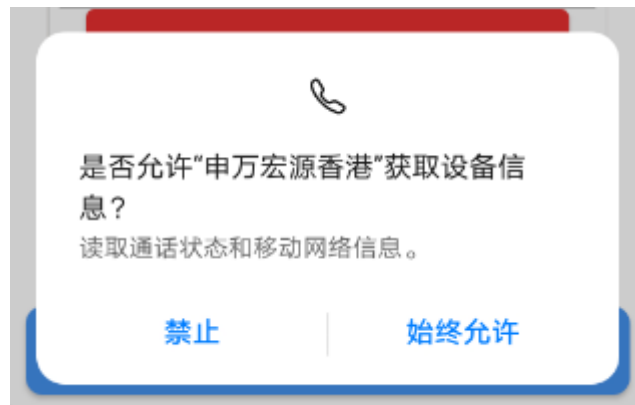 是否允许“申万宏源香港”获取设备信
息？
读取通话状态和移动网络信息。
禁止
始终允许